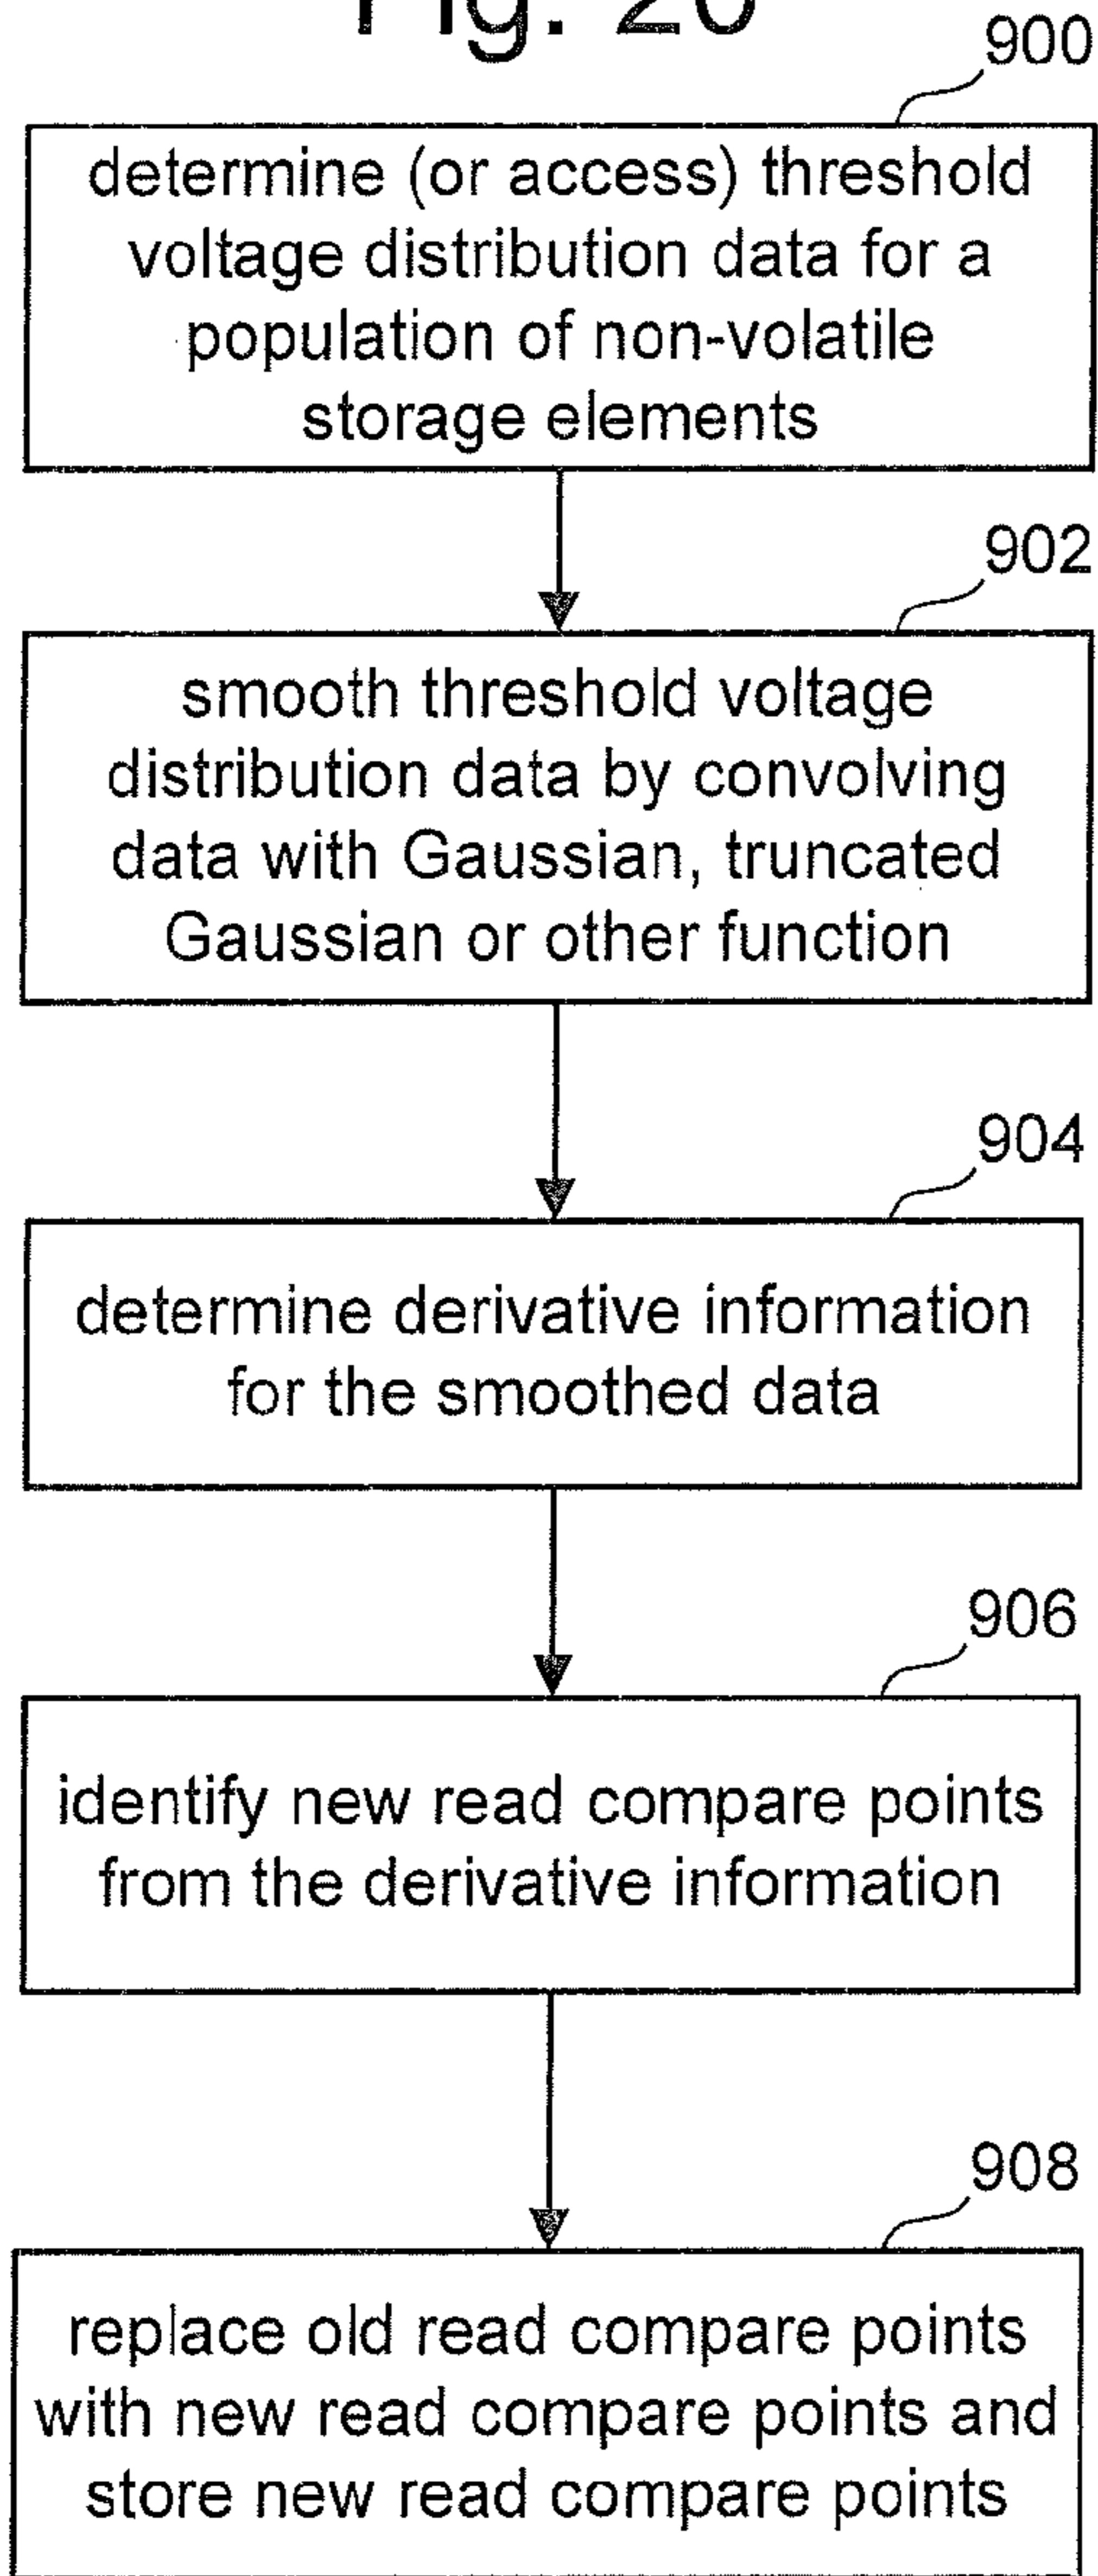 Fig. 20
900
determine (or access) threshold
voltage distribution data for a
population of non-volatile
storage elements
902
smooth threshold voltage
distribution data by convolving
data with Gaussian, truncated
Gaussian or other function
904
determine derivative information
for the smoothed data
906
identify new read compare points
from the derivative information
908
replace old read compare points
with new read compare points and
store new read compare points